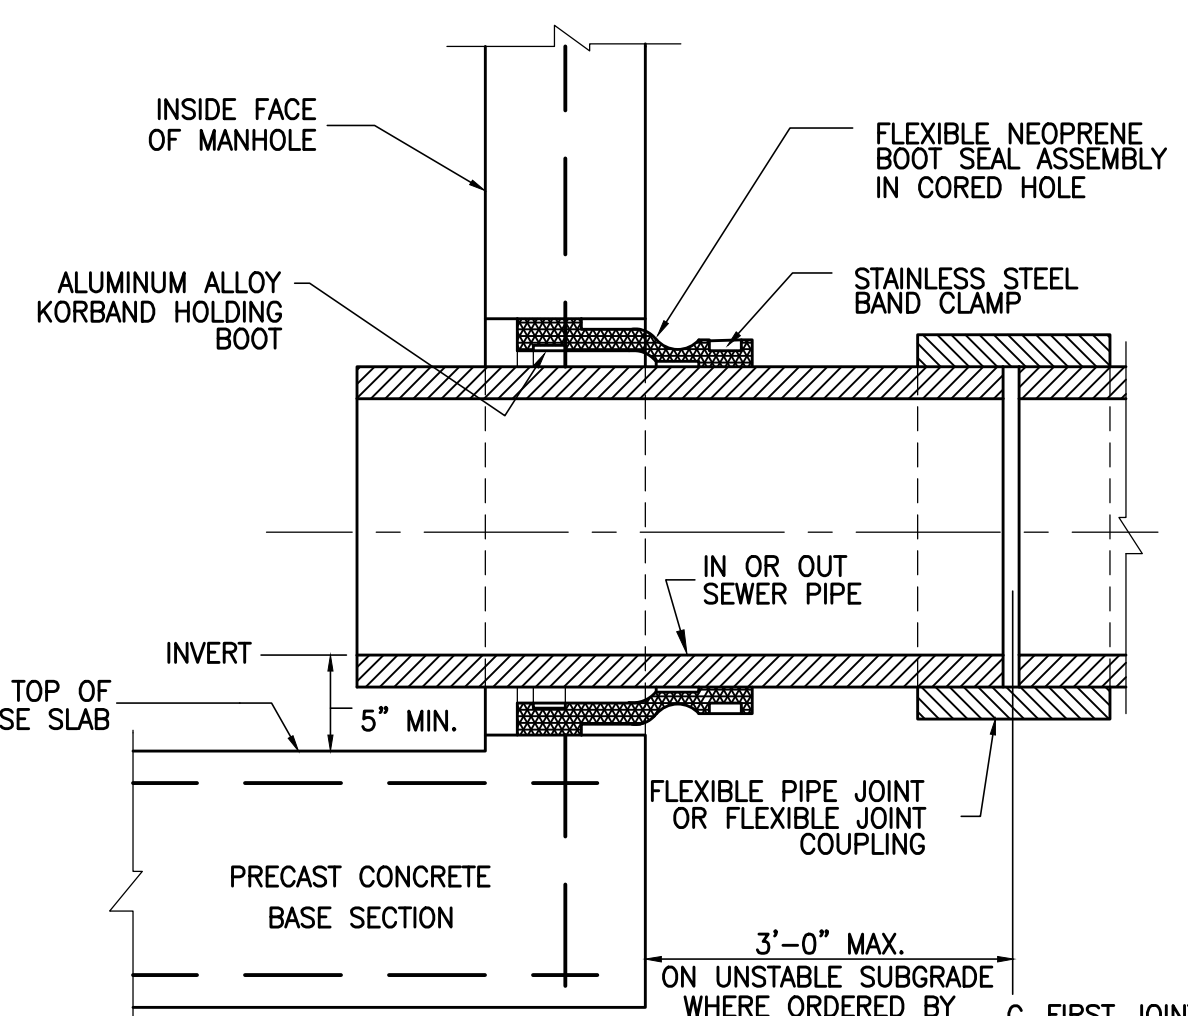 INSIDE FACE
OF MANHOLE
FLEXIBLE NEOPRENE
BOOT SEAL ASSEMBLY
IN CORED HOLE
ALUMINUM ALLOY
KORBAND HOLDING
BOOT
STAINLESS STEEL
BAND CLAMP
IN OR OUT
SEWER PIPE
INVERT
TOP OF
SE SLAB
5" MIN.
FLEXIBLE PIPE JOINT
OR FLEXIBLE JOINT
COUPLING
PRECAST CONCRETE
BASE SECTION
3'-0" MAX.
ON UNSTABLE SUBGRADE
WHERE ORDERED BY
FIRST JOINT